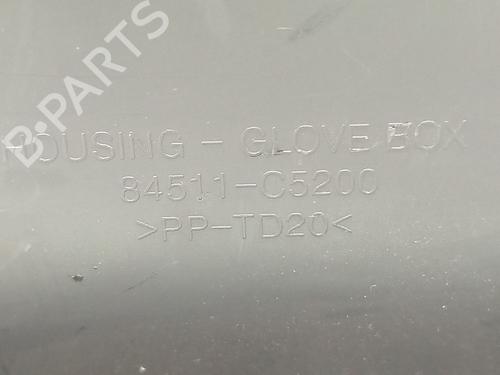 B-PARTS
HOUSING - GLOVE BOX
84511-C5200
>PP-TD20<